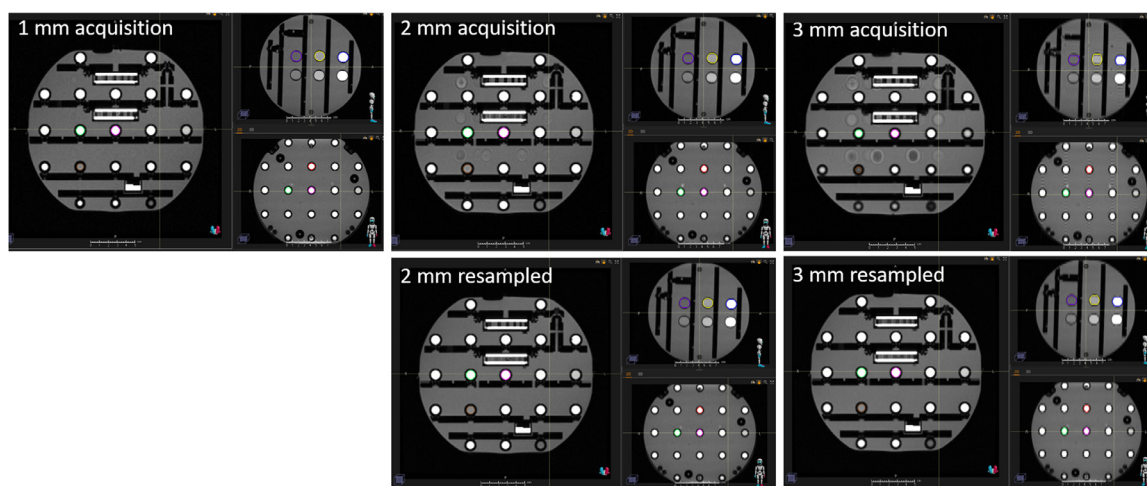 1 mm acquisition
2 mm acquisition
3 mm acquisition
2 mm resampled
3 mm resampled